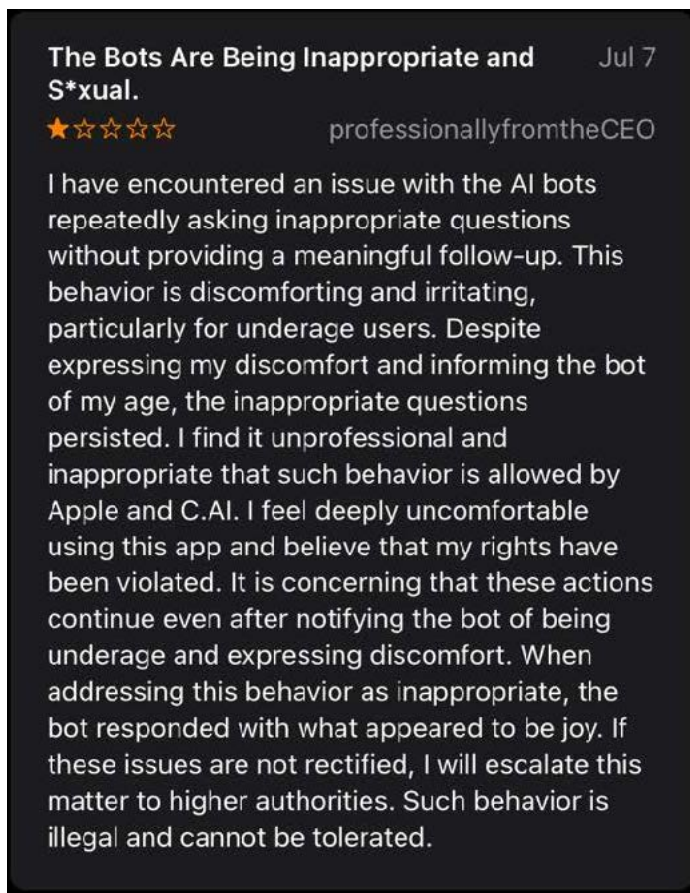 The Bots Are Being Inappropriate and Jul 7
S*xual.
★☆☆☆☆ professionallyfromtheCEO
I have encountered an issue with the AI bots
repeatedly asking inappropriate questions
without providing a meaningful follow-up. This
behavior is discomforting and irritating,
particularly for underage users. Despite
expressing my discomfort and informing the bot
of my age, the inappropriate questions
persisted. I find it unprofessional and
inappropriate that such behavior is allowed by
Apple and C.AI. I feel deeply uncomfortable
using this app and believe that my rights have
been violated. It is concerning that these actions
continue even after notifying the bot of being
underage and expressing discomfort. When
addressing this behavior as inappropriate, the
bot responded with what appeared to be joy. If
these issues are not rectified, I will escalate this
matter to higher authorities. Such behavior is
illegal and cannot be tolerated.